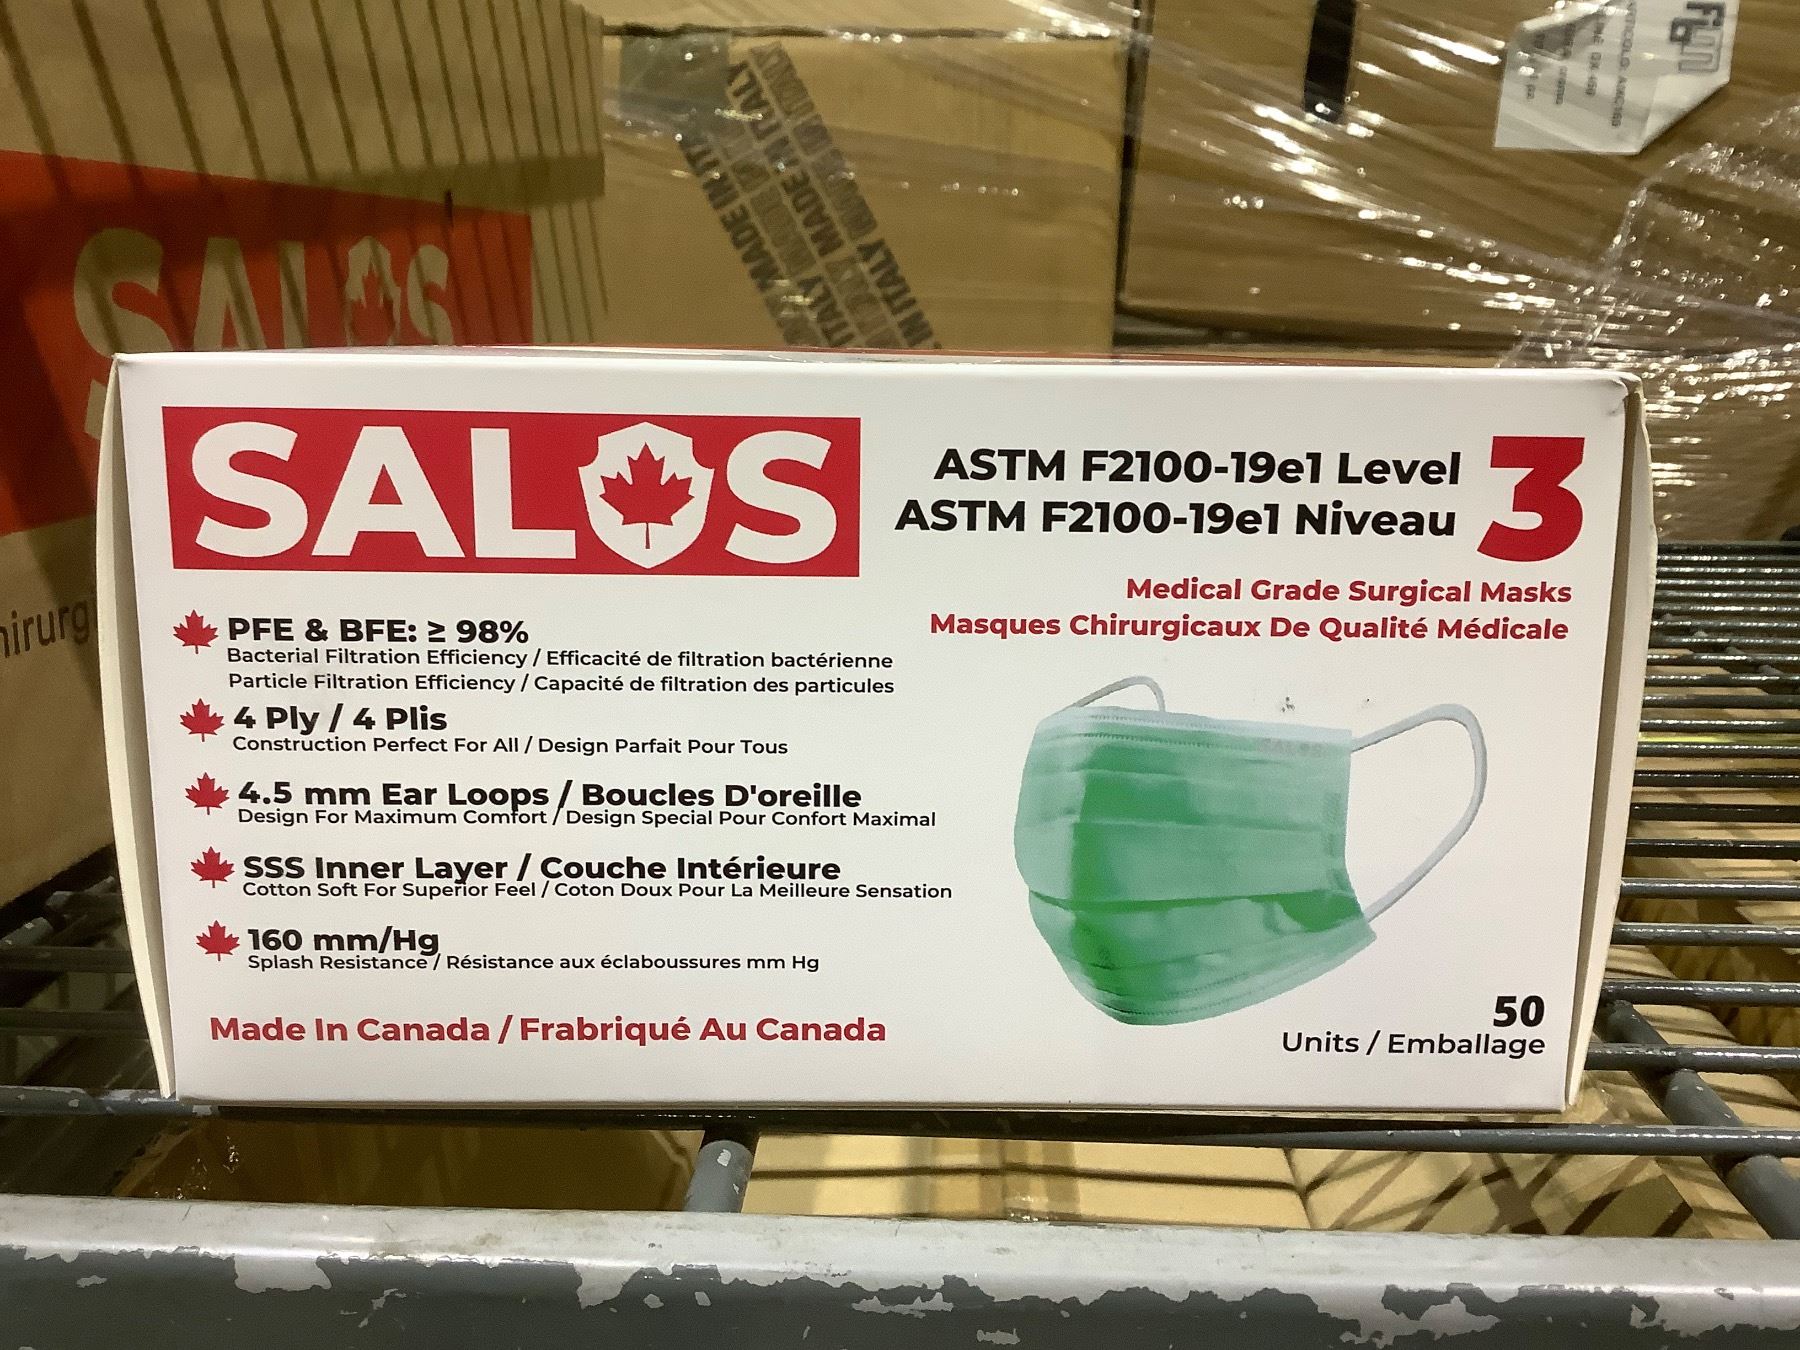 SALOS
MADE IN ITALY
SALOS
ASTM F2100-19e1 Level 3
ASTM F2100-19e1 Niveau
Medical Grade Surgical Masks
Masques Chirurgicaux De Qualité Médicale
PFE & BFE: ≥ 98%
Bacterial Filtration Efficiency / Efficacité de filtration bactérienne
Particle Filtration Efficiency / Capacité de filtration des particules
4 Ply / 4 Plis
Construction Perfect For All / Design Parfait Pour Tous
4.5 mm Ear Loops / Boucles D'oreille
Design For Maximum Comfort / Design Special Pour Confort Maximal
SSS Inner Layer / Couche Intérieure
Cotton Soft For Superior Feel / Coton Doux Pour La Meilleure Sensation
160 mm/Hg
Splash Resistance / Résistance aux éclaboussures mm Hg
Made In Canada / Frabriqué Au Canada
50
Units / Emballage